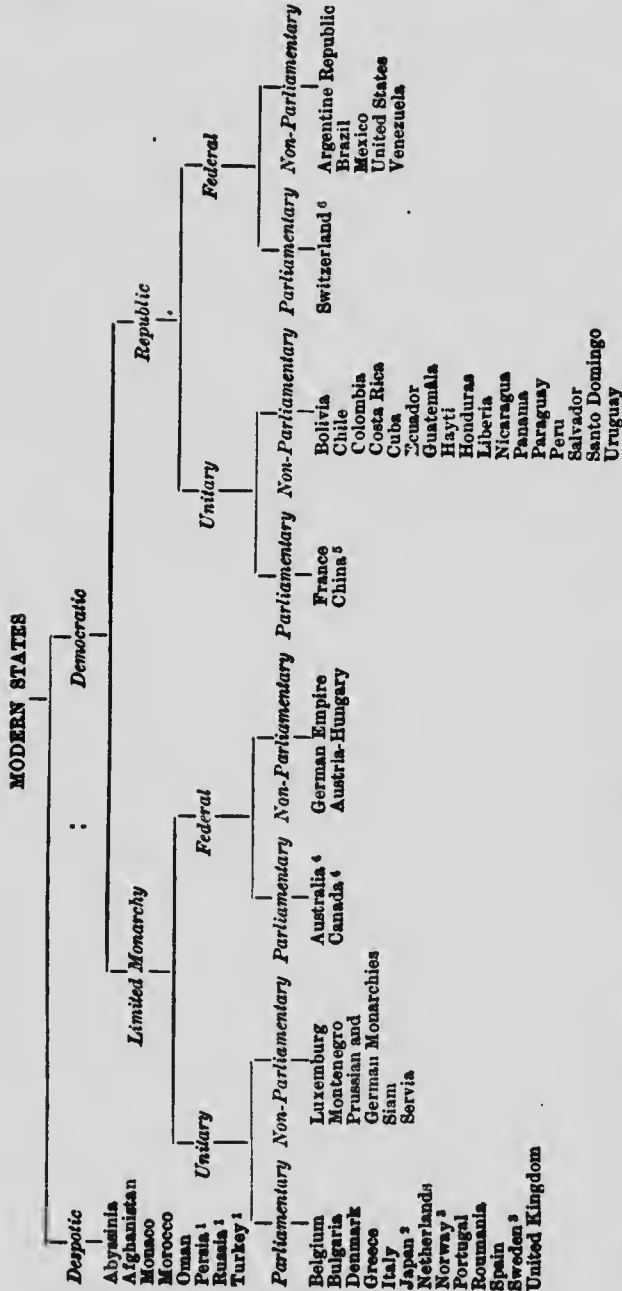 MODERN STATES
Despotic
Democratic
Abyssinia
Afghanistan
Monaco
Morocco
Oman
Persia 1
Russia 1
Turkey 1
Limited Monarchy
Republic
Unitary
Federal
Unitary
Federal
Parliamentary
Non-Parliamentary
Parliamentary
Non-Parliamentary
Parliamentary
Non-Parliamentary
Parliamentary
Non-Parliamentary
Belgium
Bulgaria
Denmark
Greece
Italy
Japan 2
Netherlands
Norway 3
Portugal
Roumania
Spain
Sweden 3
United Kingdom
Luxemburg
Montenegro
Prussian and
German Monarchies
Siam
Servia
Australia 4
Canada 4
German Empire
Austria-Hungary
France
China 5
Bolivia
Chile
Colombia
Costa Rica
Cuba
Ecuador
Guatemala
Hayti
Honduras
Liberia
Nicaragua
Panama
Paraguay
Peru
Salvador
Santo Domingo
Uruguay
Switzerland 6
Argentine Republic
Brazil
Mexico
United States
Venezuela